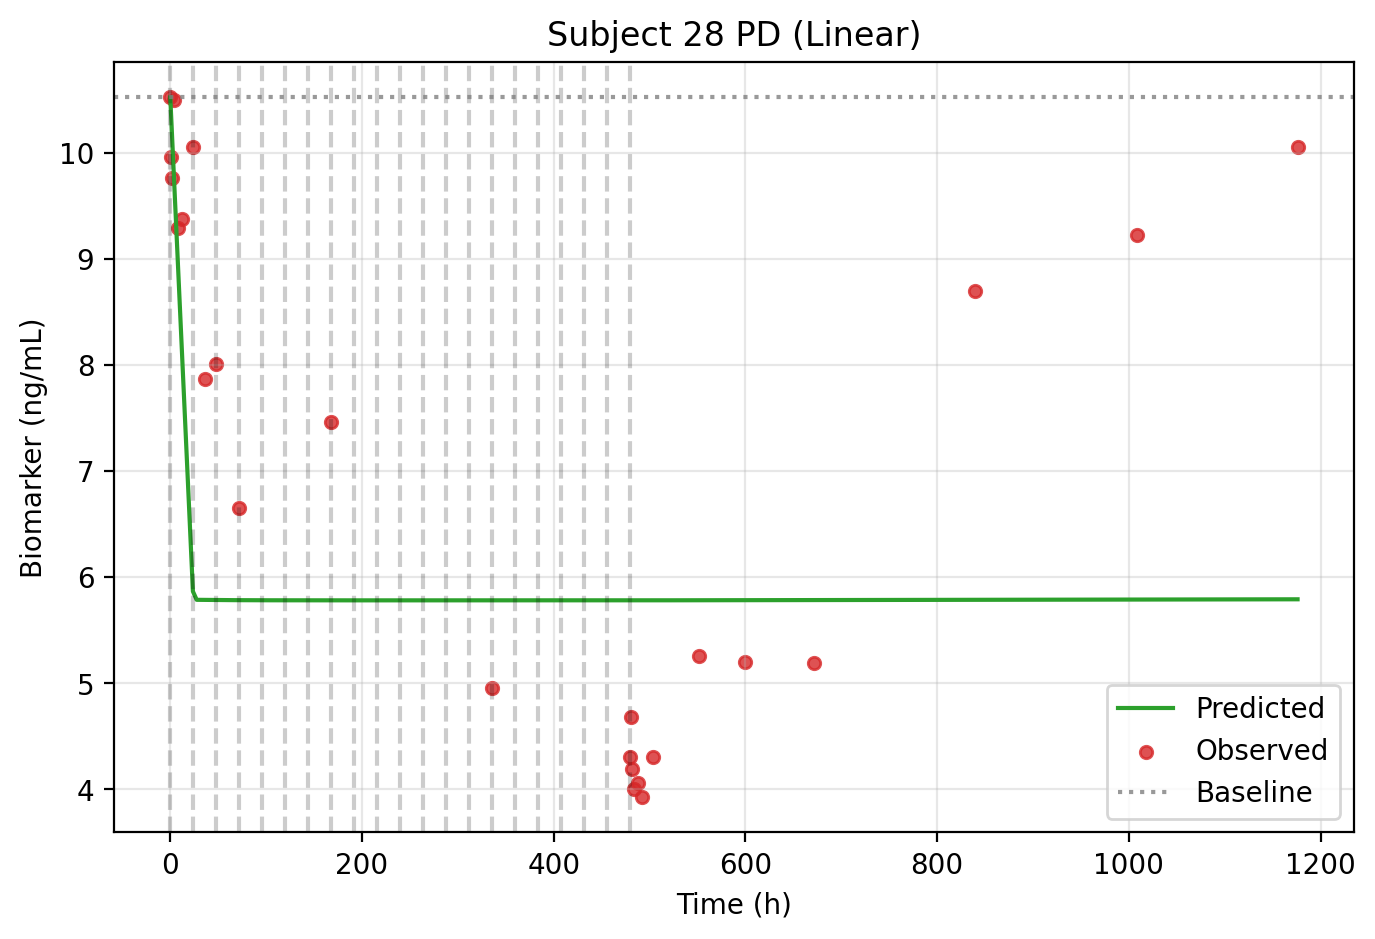 Subject 28 PD (Linear)
Biomarker (ng/mL)
10
9
8
7
6
5
4
Predicted
Observed
Baseline
0 200 400 600 800 1000 1200
Time (h)